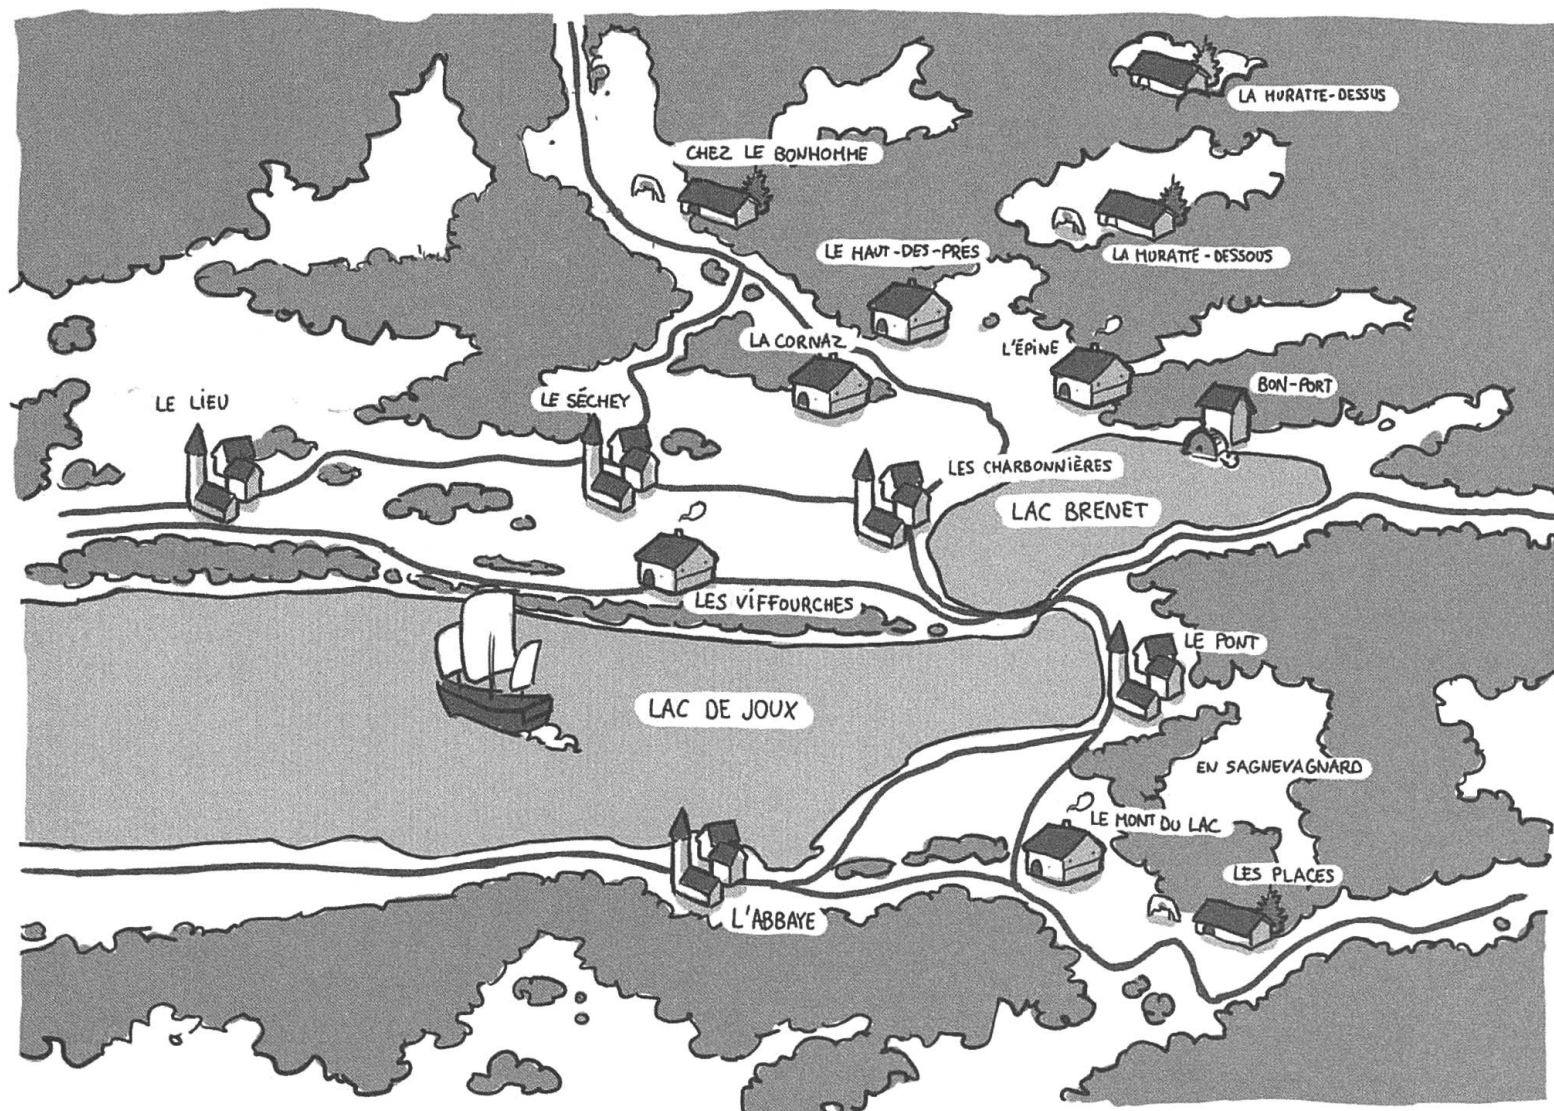 LA MURATTE-DESSUS
CHEZ LE BONHOMME
LE HAUT-DES-PRÉS
LA MURATTE-DESSOUS
LA CORNAZ
L'ÉPINE
BON-PORT
LE LIEU
LE SÉCHEY
LES CHARBONNIÈRES
LAC BRENET
LES VIFFOURCHES
LE PONT
LAC DE JOUX
EN SAGNEVAGNARD
LE MONT DU LAC
LES PLACES
L'ABBAYE